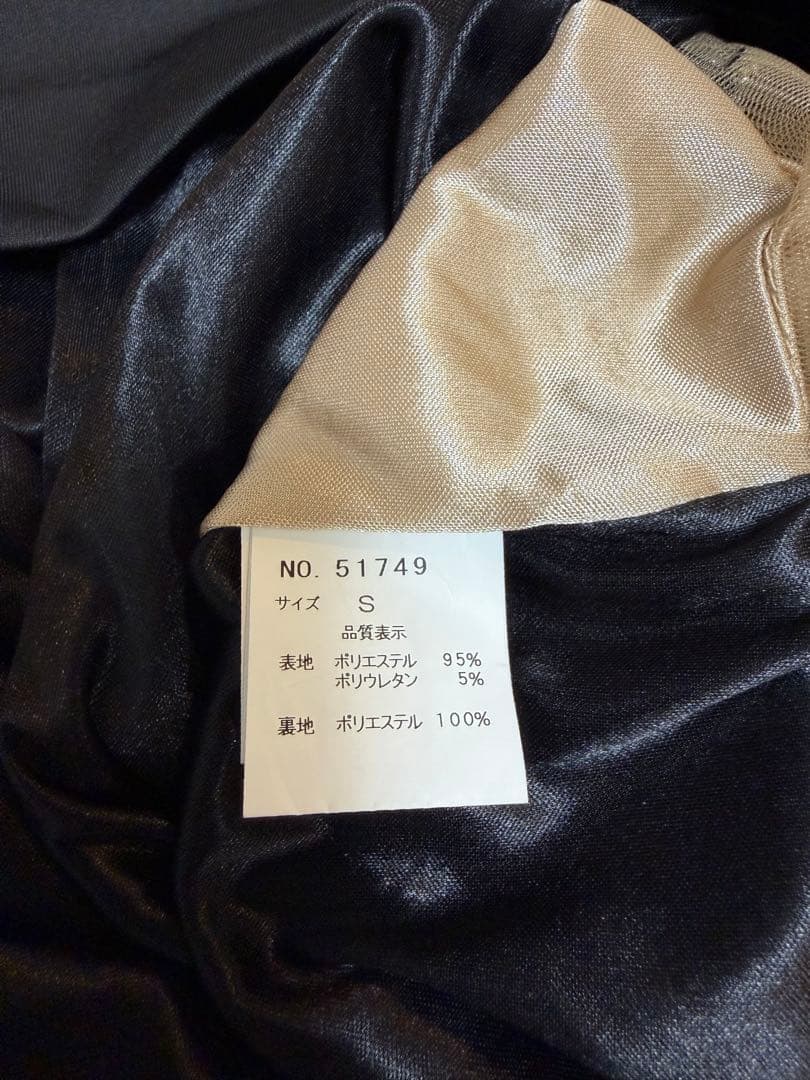 NO. 51749
サイズ S
品質表示
表地 ポリエステル 95%
ポリウレタン 5%
裏地 ポリエステル 100%